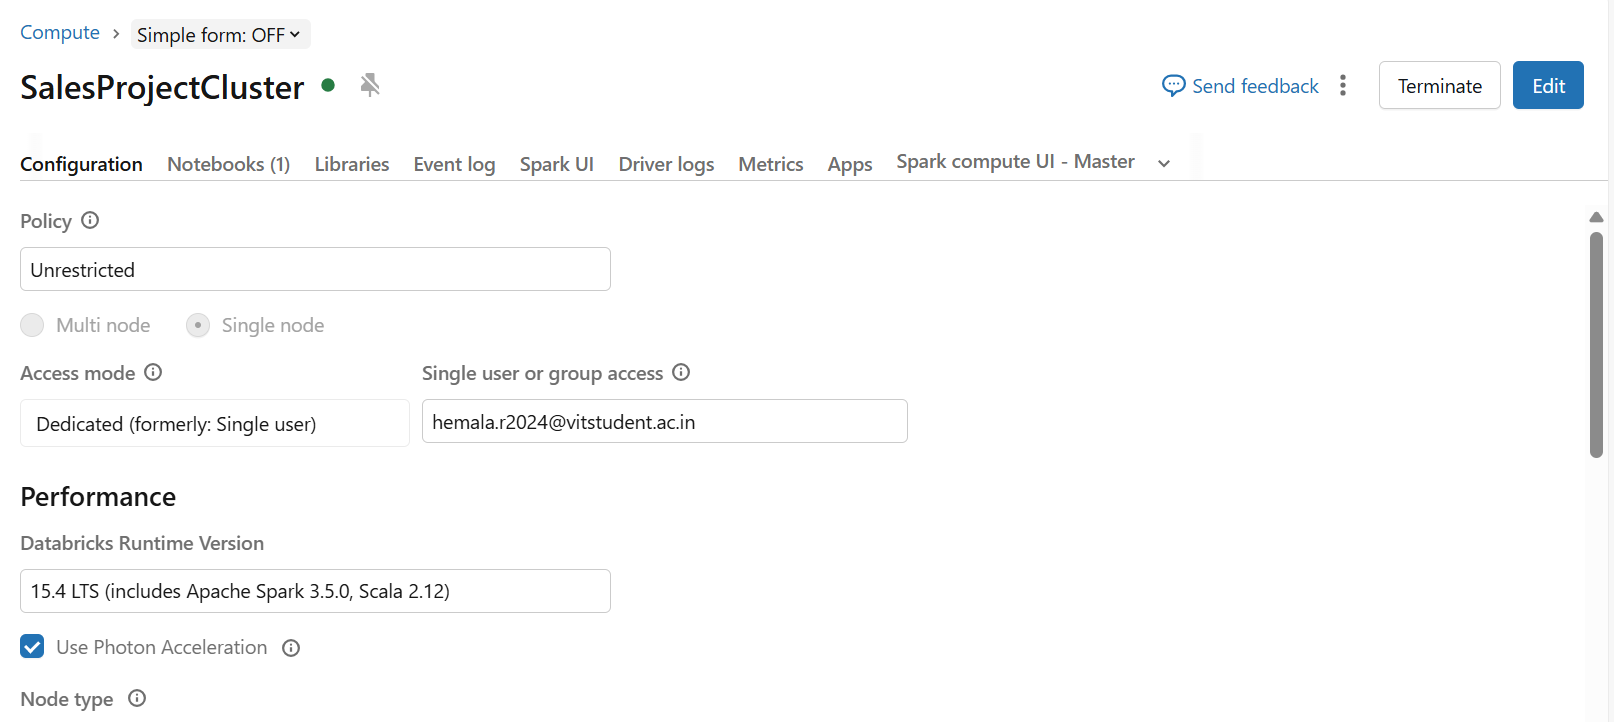 Compute › Simple form: OFF
SalesProjectCluster
Send feedback
Terminate
Edit
Configuration Notebooks (1) Libraries Event log Spark UI Driver logs Metrics Apps Spark compute UI - Master
Policy
Unrestricted
Multi node Single node
Access mode Single user or group access
Dedicated (formerly: Single user) hemala.r2024@vitstudent.ac.in
Performance
Databricks Runtime Version
15.4 LTS (includes Apache Spark 3.5.0, Scala 2.12)
Use Photon Acceleration
Node type